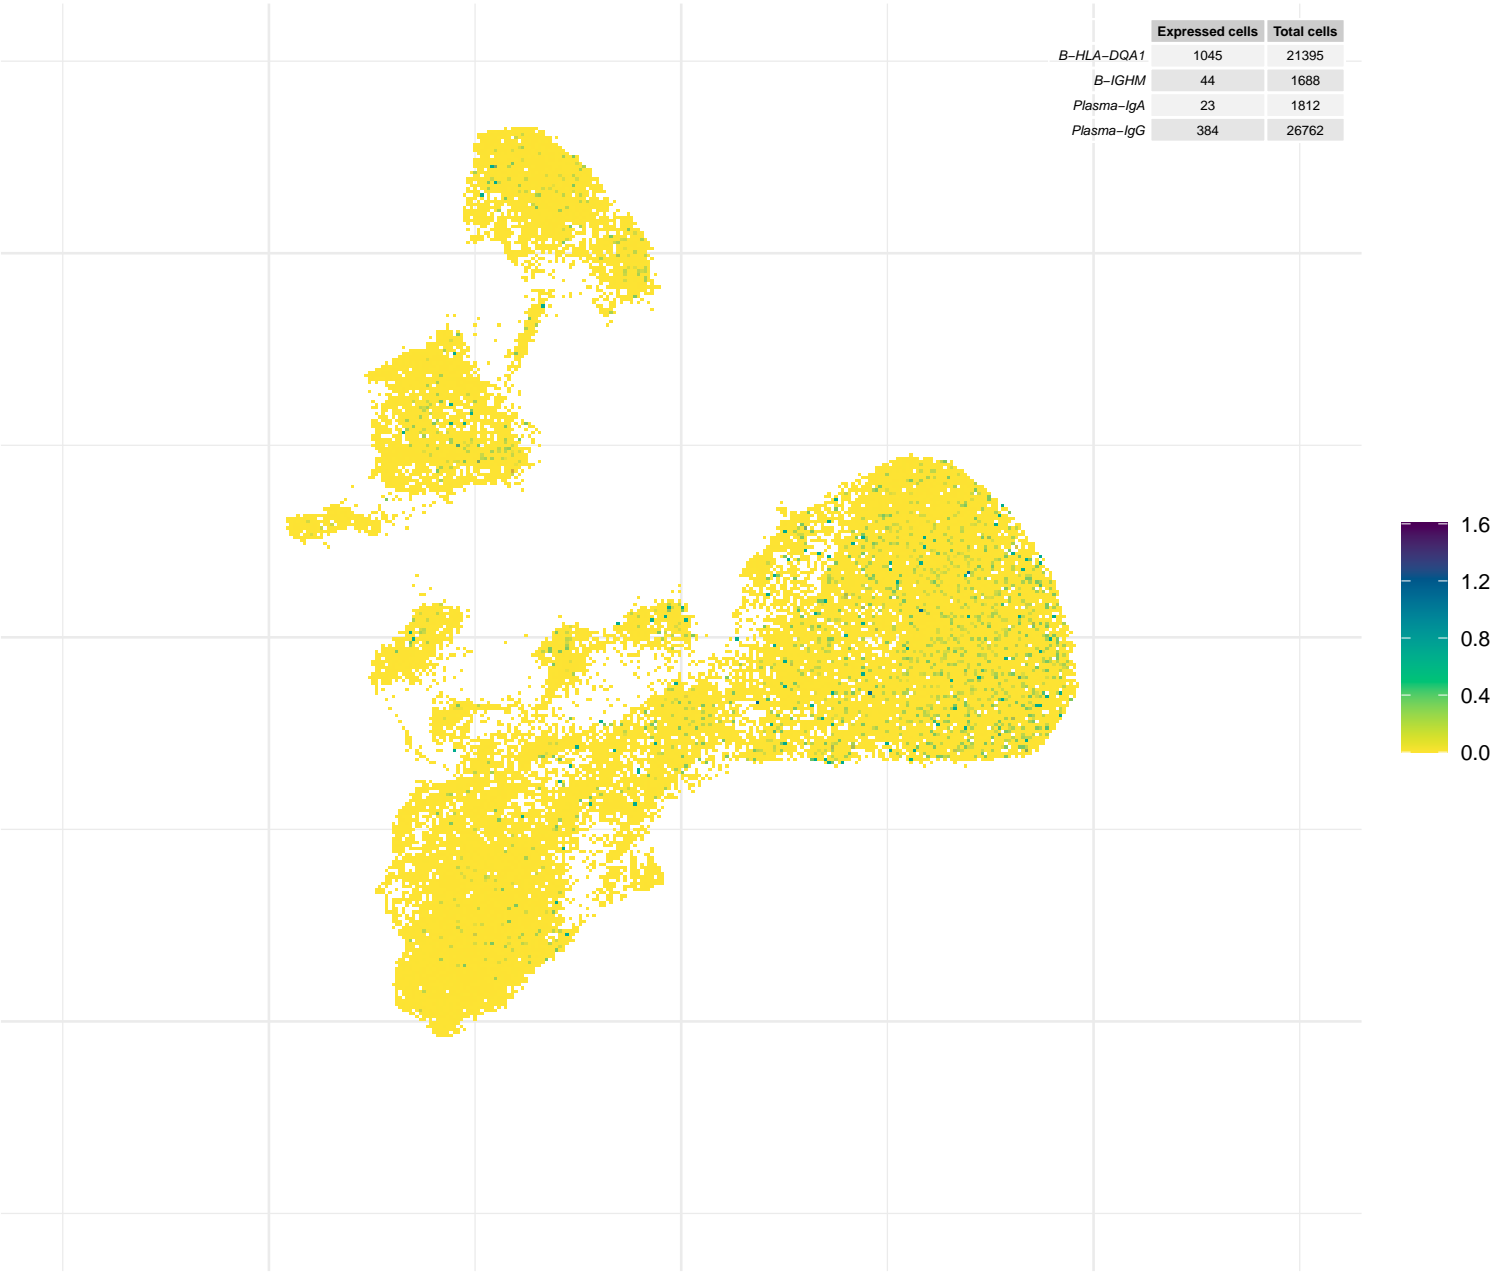 Expressed cells Total cells
B−HLA−DQA1 1045 21395
B−IGHM 44 1688
Plasma−IgA 23 1812
Plasma−IgG 384 26762
1.6
1.2
0.8
0.4
0.0